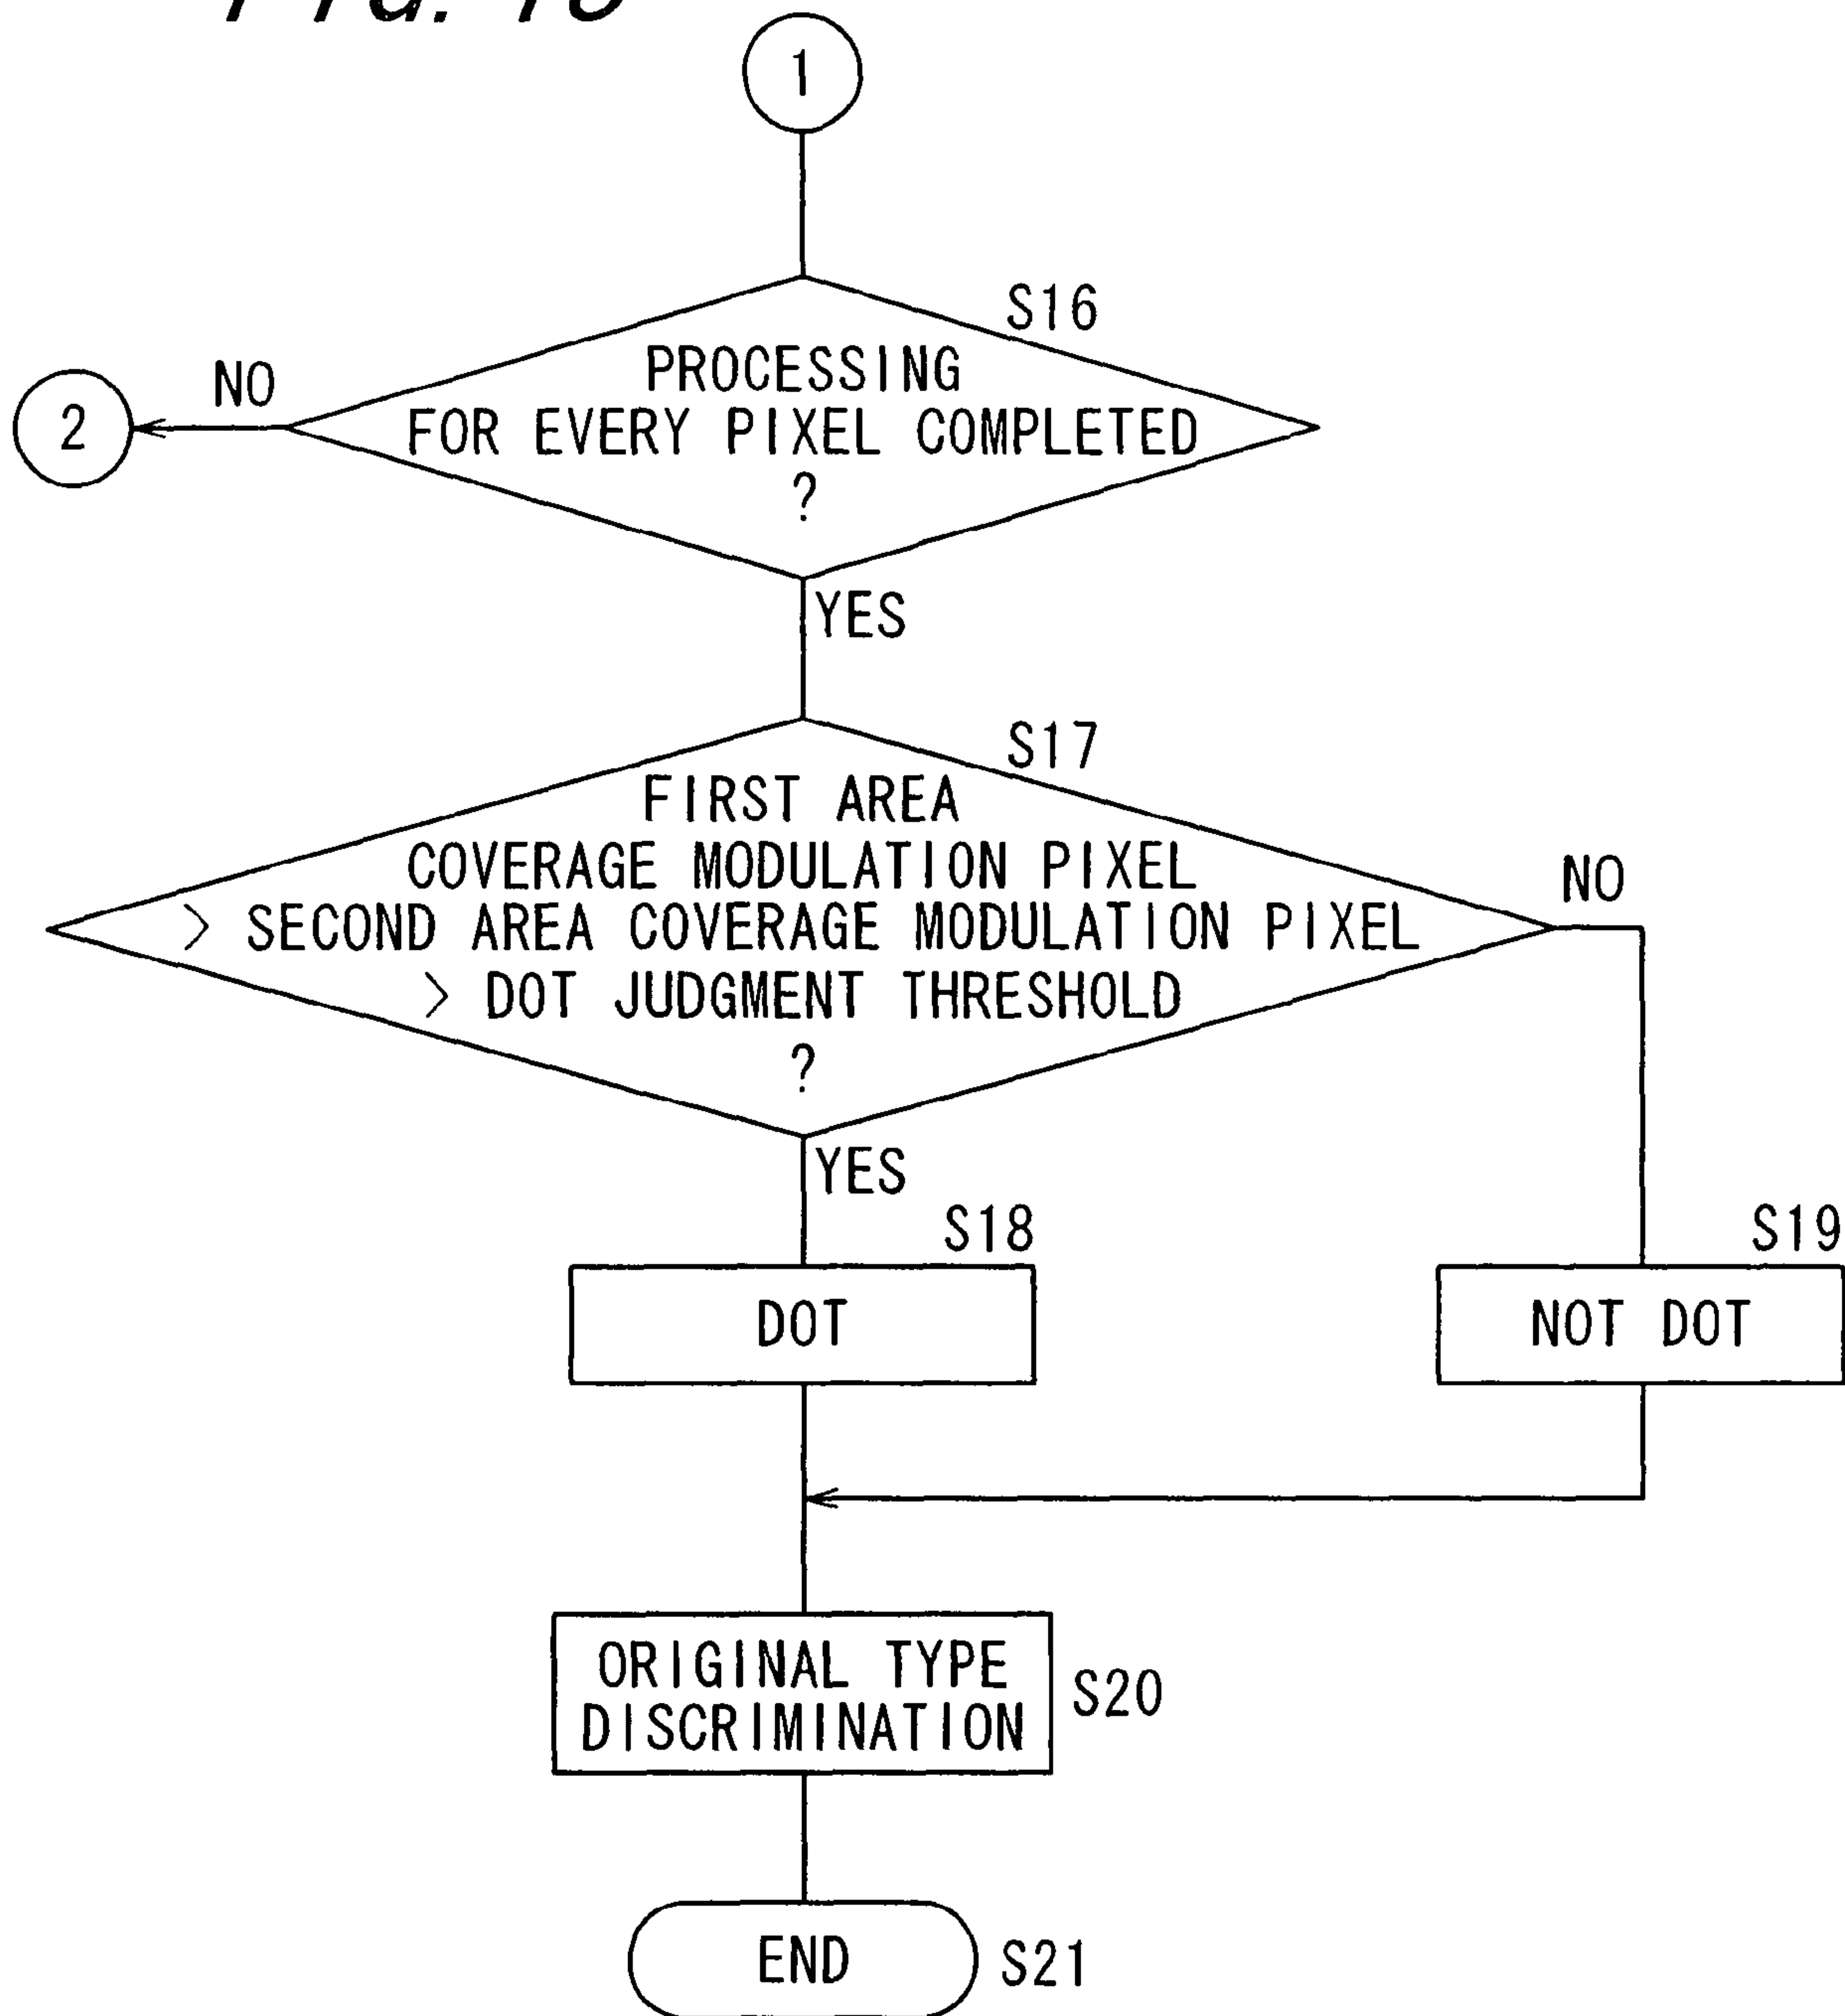 1
S16
PROCESSING
FOR EVERY PIXEL COMPLETED
?
NO
2
YES
S17
FIRST AREA
COVERAGE MODULATION PIXEL
> SECOND AREA COVERAGE MODULATION PIXEL
> DOT JUDGMENT THRESHOLD
?
NO
YES
S18
DOT
S19
NOT DOT
ORIGINAL TYPE
DISCRIMINATION
S20
END
S21